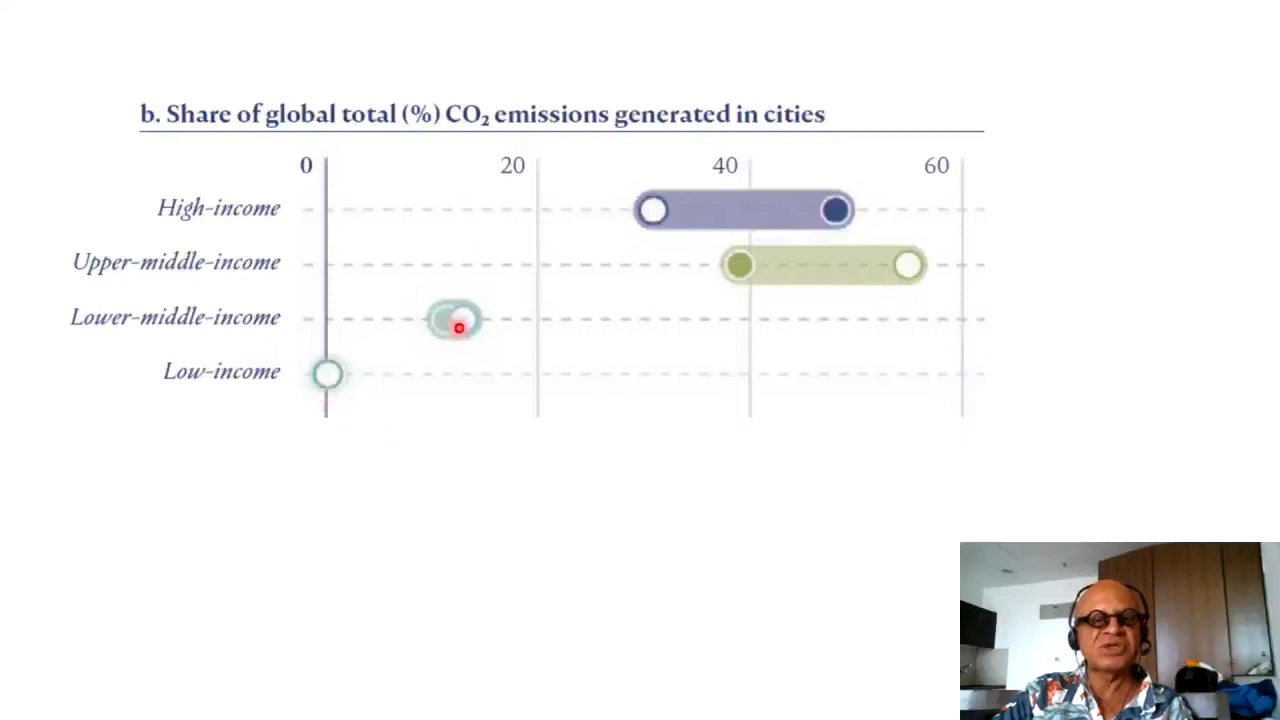 b. Share of global total (%) CO₂ emissions generated in cities
0 20 40 60
High-income
Upper-middle-income
Lower-middle-income
Low-income